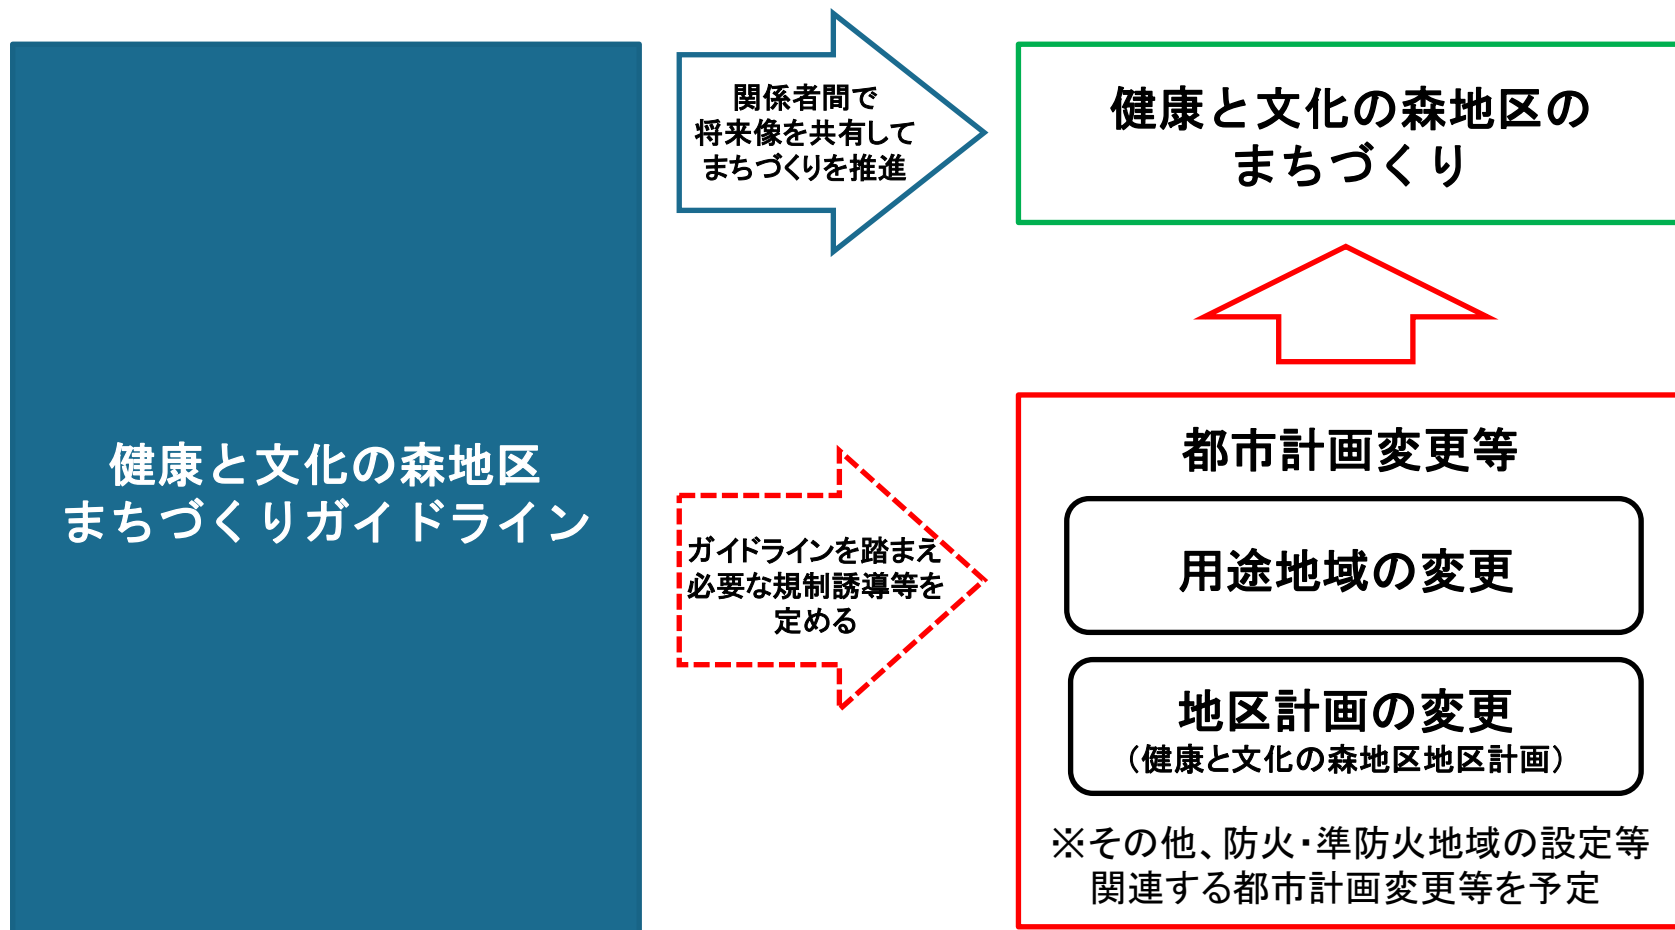 健康と文化の森地区
まちづくりガイドライン
関係者間で
将来像を共有して
まちづくりを推進
健康と文化の森地区の
まちづくり
ガイドラインを踏まえ
必要な規制誘導等を
定める
都市計画変更等
用途地域の変更
地区計画の変更
（健康と文化の森地区地区計画）
※その他、防火・準防火地域の設定等
関連する都市計画変更等を予定